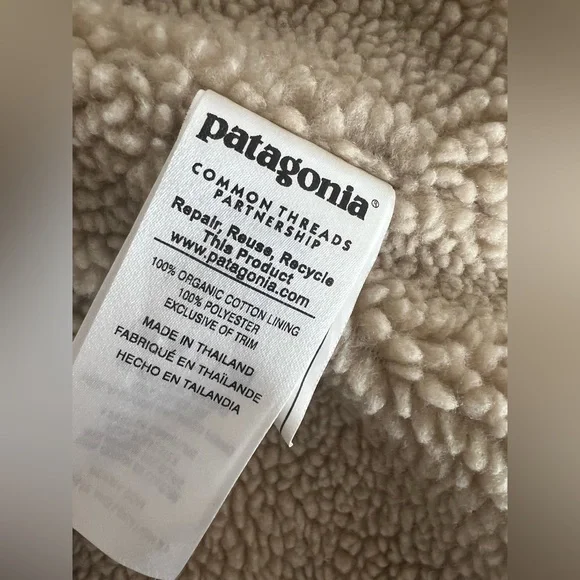 patagonia®
COMMON THREADS
PARTNERSHIP
Repair, Reuse, Recycle
This Product
www.patagonia.com
100% ORGANIC COTTON LINING
100% POLYESTER
EXCLUSIVE OF TRIM
MADE IN THAILAND
FABRIQUÉ EN THAÏLANDE
HECHO EN TAILANDIA